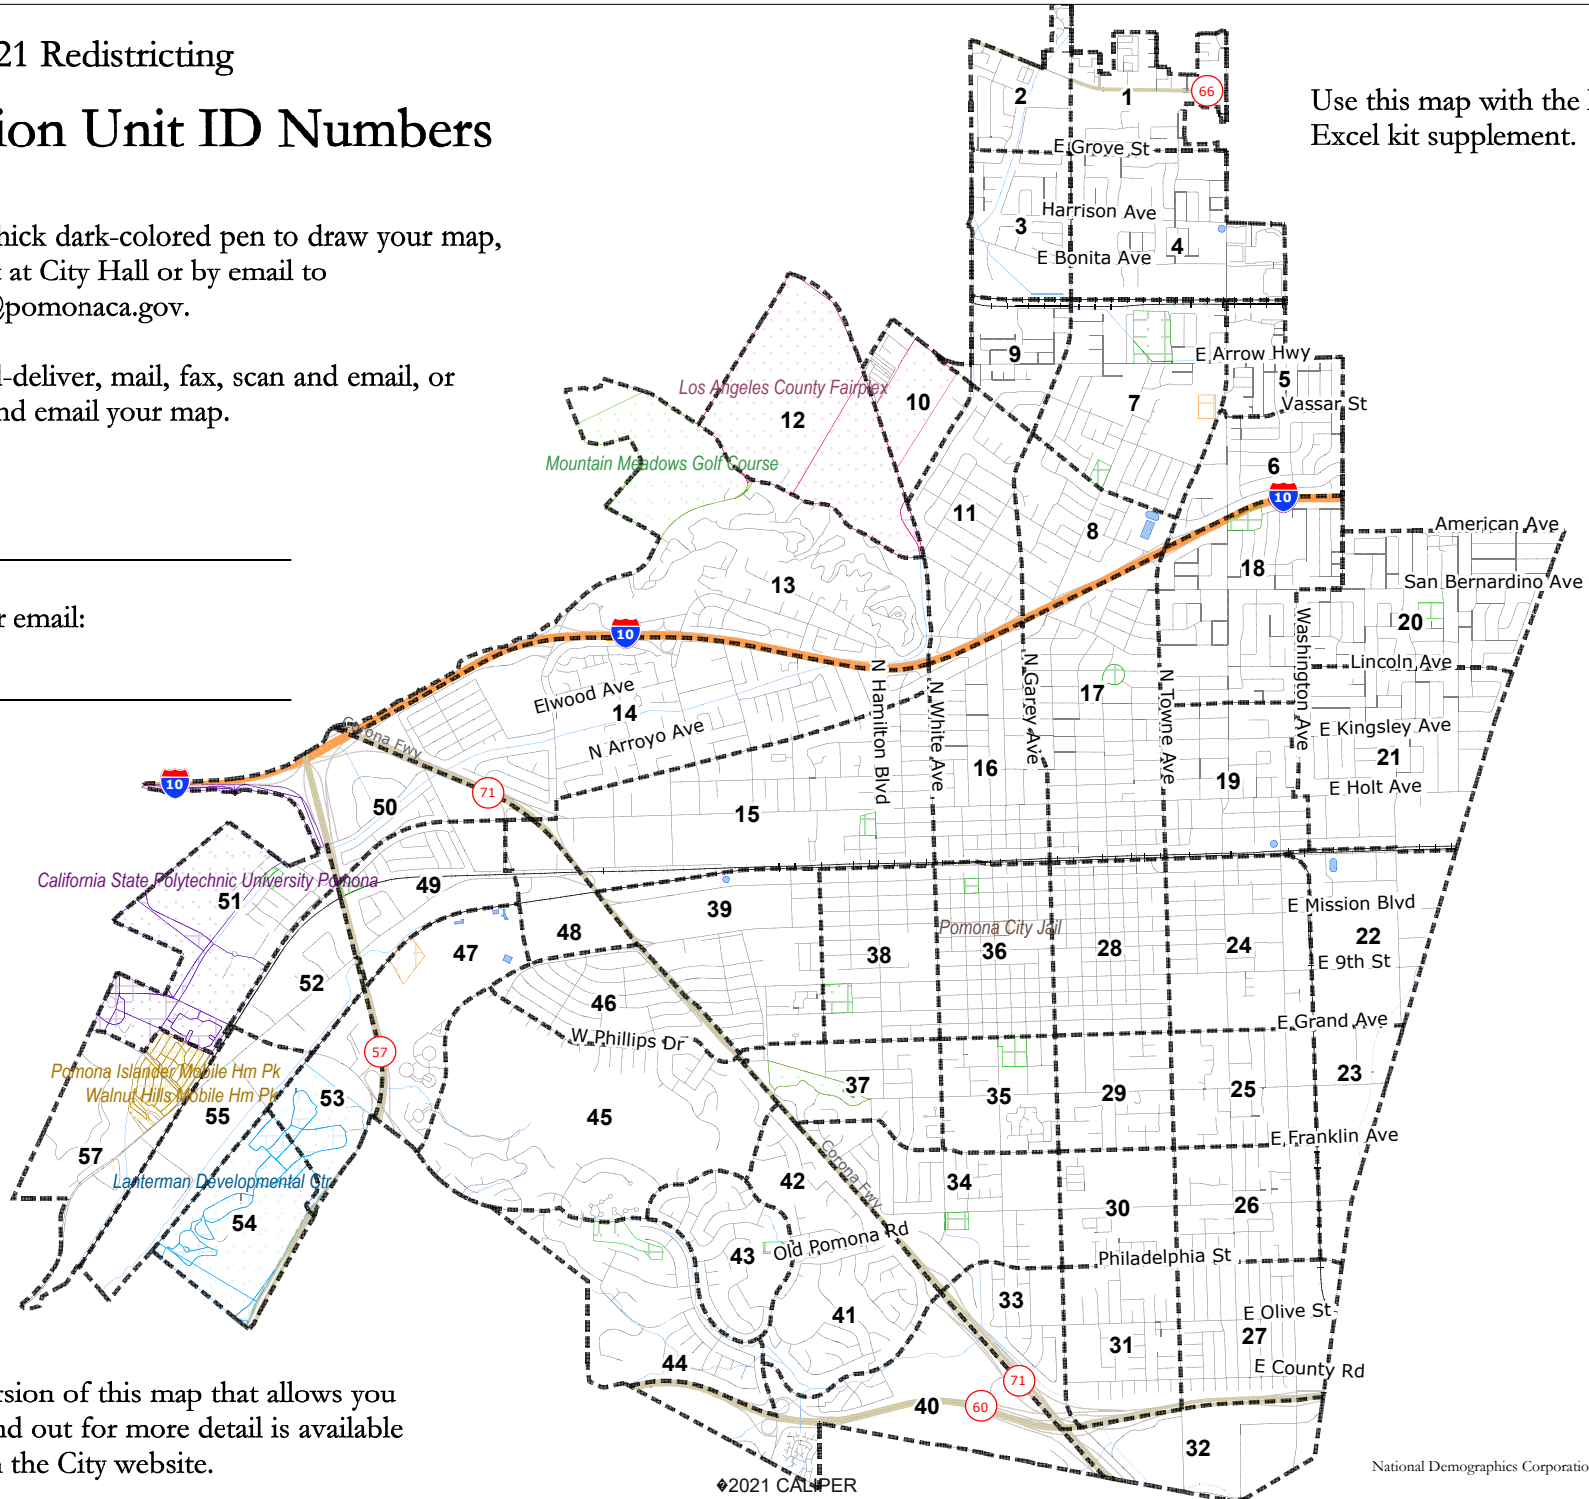 21 Redistricting
ion Unit ID Numbers
Use this map with the
Excel kit supplement.
hick dark-colored pen to draw your map,
t at City Hall or by email to
@pomonaca.gov.
l-deliver, mail, fax, scan and email, or
nd email your map.
r email:
rsion of this map that allows you
nd out for more detail is available
n the City website.
2
1
66
E Grove St
Harrison Ave
3
4
E Bonita Ave
9
E Arrow Hwy
5
Los Angeles County Fairplex
10
7
Vassar St
12
Mountain Meadows Golf Course
6
10
11
8
American Ave
18
San Bernardino Ave
13
20
10
Washington Ave
Lincoln Ave
N Hamilton Blvd
N White Ave
N Garey Ave
17
N Towne Ave
Elwood Ave
14
N Arroyo Ave
Corona Fwy
E Kingsley Ave
21
16
19
10
71
E Holt Ave
50
15
California State Polytechnic University Pomona
49
51
39
E Mission Blvd
48
Pomona City Jail
22
47
38
36
28
24
E 9th St
52
46
E Grand Ave
W Phillips Dr
57
Pomona Islander Mobile Hm Pk
23
37
Walnut Hills Mobile Hm Pk
53
35
29
25
55
45
E Franklin Ave
57
Corona Fwy
Lanterman Developmental Ctr
42
34
26
30
54
Old Pomona Rd
43
Philadelphia St
33
41
E Olive St
27
31
44
E County Rd
71
40
60
32
�2021 CALIPER
National Demographics Corporatio